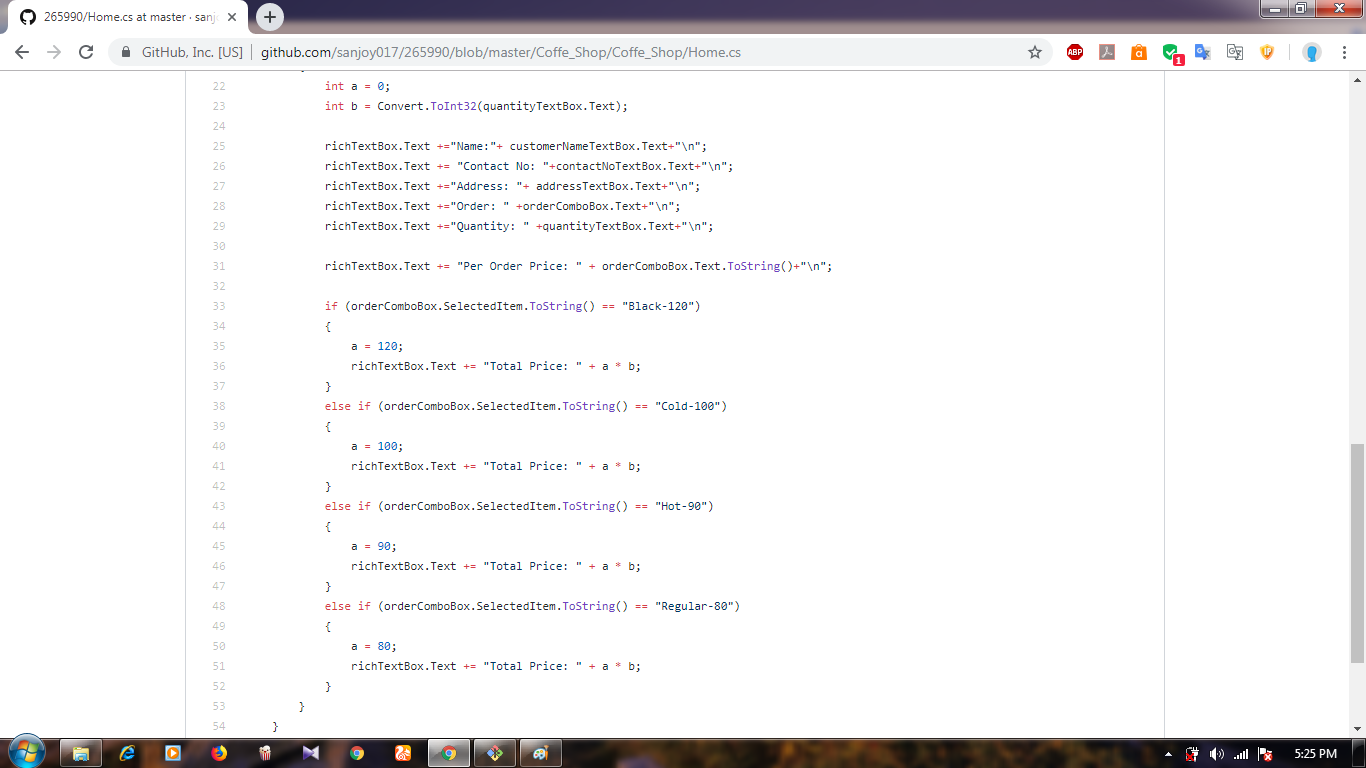 265990/Home.cs at master · sanj
GitHub, Inc. [US] | github.com/sanjoy017/265990/blob/master/Coffe_Shop/Coffe_Shop/Home.cs
ABP
a
1
IP
22 int a = 0;
23 int b = Convert.ToInt32(quantityTextBox.Text);
24
25 richTextBox.Text +="Name:"+ customerNameTextBox.Text+"\n";
26 richTextBox.Text += "Contact No: "+contactNoTextBox.Text+"\n";
27 richTextBox.Text +="Address: "+ addressTextBox.Text+"\n";
28 richTextBox.Text +="Order: " +orderComboBox.Text+"\n";
29 richTextBox.Text +="Quantity: " +quantityTextBox.Text+"\n";
30
31 richTextBox.Text += "Per Order Price: " + orderComboBox.Text.ToString()+"\n";
32
33 if (orderComboBox.SelectedItem.ToString() == "Black-120")
34 {
35 a = 120;
36 richTextBox.Text += "Total Price: " + a * b;
37 }
38 else if (orderComboBox.SelectedItem.ToString() == "Cold-100")
39 {
40 a = 100;
41 richTextBox.Text += "Total Price: " + a * b;
42 }
43 else if (orderComboBox.SelectedItem.ToString() == "Hot-90")
44 {
45 a = 90;
46 richTextBox.Text += "Total Price: " + a * b;
47 }
48 else if (orderComboBox.SelectedItem.ToString() == "Regular-80")
49 {
50 a = 80;
51 richTextBox.Text += "Total Price: " + a * b;
52 }
53 }
54 }
5:25 PM